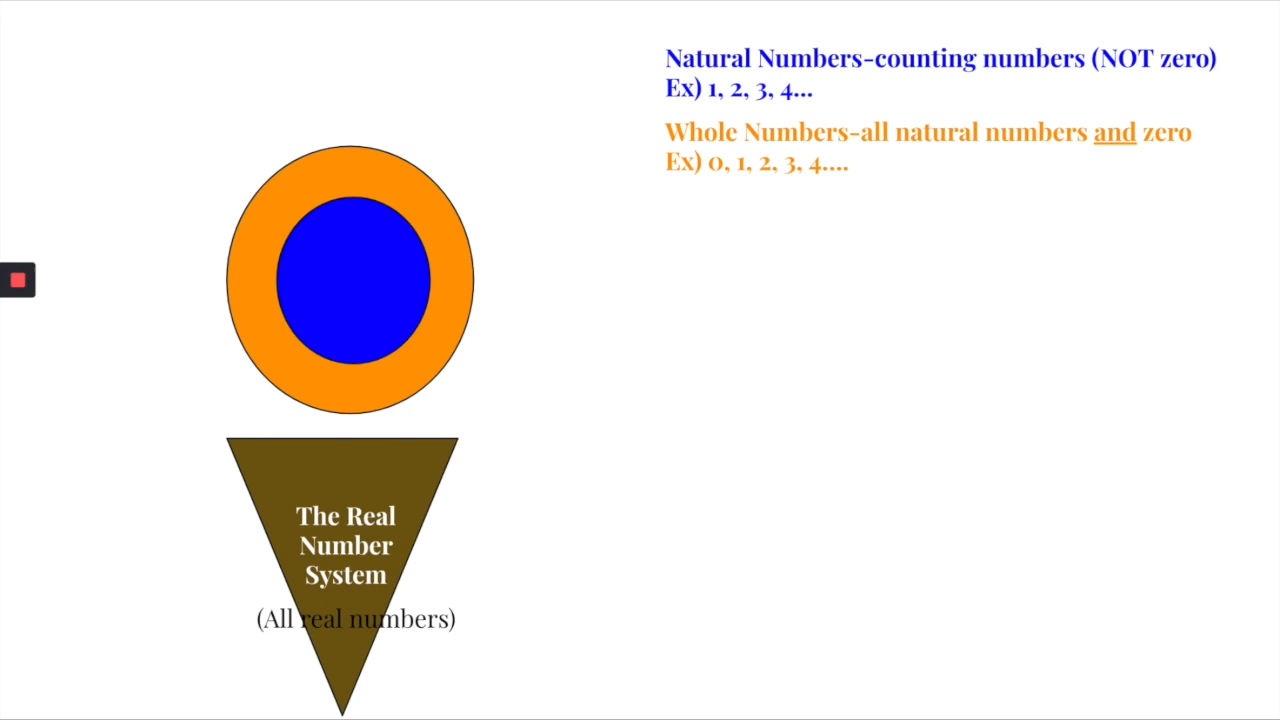 Natural Numbers-counting numbers (NOT zero)
Ex) 1, 2, 3, 4...
Whole Numbers-all natural numbers and zero
Ex) 0, 1, 2, 3, 4....
The Real
Number
System
(All real numbers)